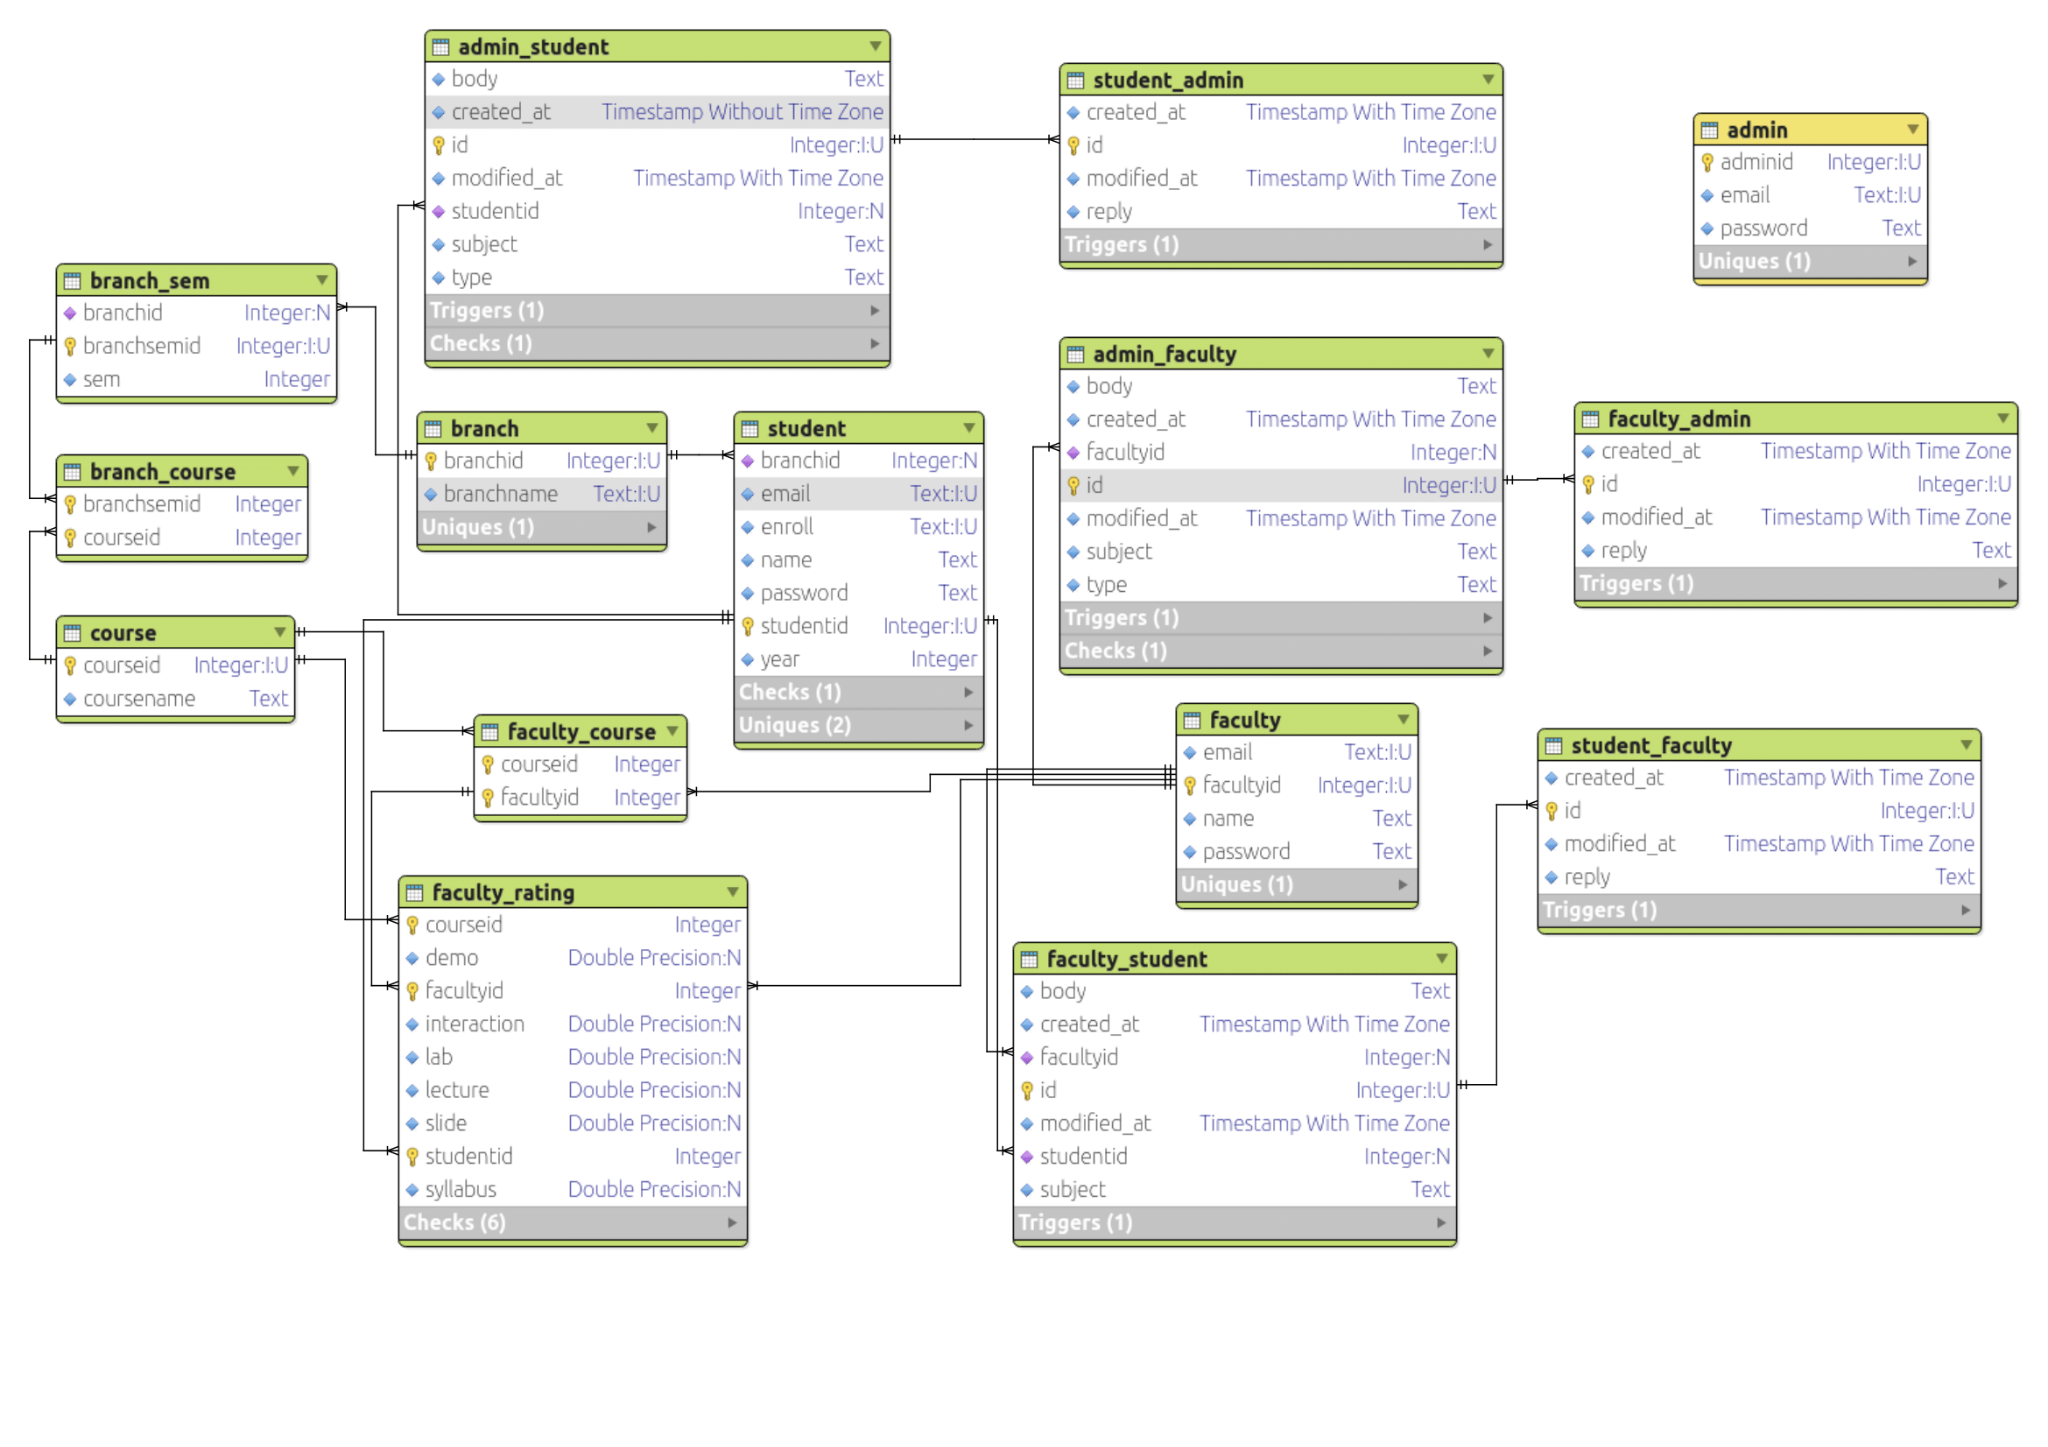 admin_student
body Text
created_at Timestamp Without Time Zone
id Integer:I:U
modified_at Timestamp With Time Zone
studentid Integer:N
subject Text
type Text
Triggers (1)
Checks (1)
student_admin
created_at Timestamp With Time Zone
id Integer:I:U
modified_at Timestamp With Time Zone
reply Text
Triggers (1)
admin
adminid Integer:I:U
email Text:I:U
password Text
Uniques (1)
branch_sem
branchid Integer:N
branchsemid Integer:I:U
sem Integer
branch_course
branchsemid Integer
courseid Integer
branch
branchid Integer:I:U
branchname Text:I:U
Uniques (1)
student
branchid Integer:N
email Text:I:U
enroll Text:I:U
name Text
password Text
studentid Integer:I:U
year Integer
Checks (1)
Uniques (2)
admin_faculty
body Text
created_at Timestamp With Time Zone
facultyid Integer:N
id Integer:I:U
modified_at Timestamp With Time Zone
subject Text
type Text
Triggers (1)
Checks (1)
faculty_admin
created_at Timestamp With Time Zone
id Integer:I:U
modified_at Timestamp With Time Zone
reply Text
Triggers (1)
course
courseid Integer:I:U
coursename Text
faculty_course
courseid Integer
facultyid Integer
faculty
email Text:I:U
facultyid Integer:I:U
name Text
password Text
Uniques (1)
student_faculty
created_at Timestamp With Time Zone
id Integer:I:U
modified_at Timestamp With Time Zone
reply Text
Triggers (1)
faculty_rating
courseid Integer
demo Double Precision:N
facultyid Integer
interaction Double Precision:N
lab Double Precision:N
lecture Double Precision:N
slide Double Precision:N
studentid Integer
syllabus Double Precision:N
Checks (6)
faculty_student
body Text
created_at Timestamp With Time Zone
facultyid Integer:N
id Integer:I:U
modified_at Timestamp With Time Zone
studentid Integer:N
subject Text
Triggers (1)